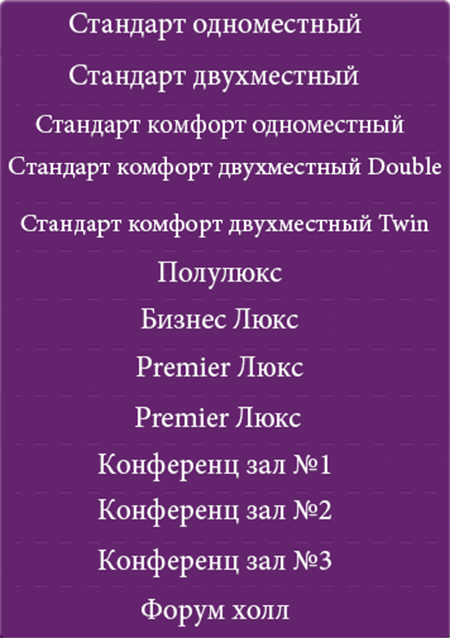 Стандарт одноместный
Стандарт двухместный
Стандарт комфорт одноместный
Стандарт комфорт двухместный Double
Стандарт комфорт двухместный Twin
Полулюкс
Бизнес Люкс
Premier Люкс
Premier Люкс
Конференц зал №1
Конференц зал №2
Конференц зал №3
Форум холл